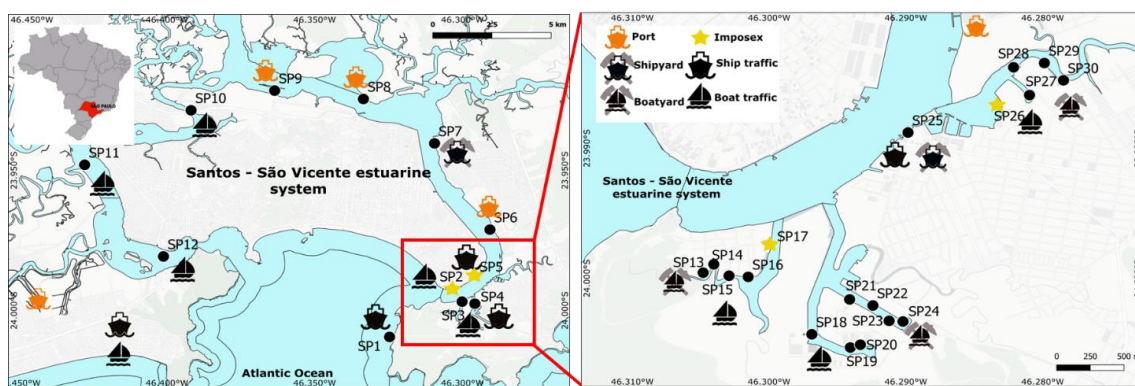 46.450°W
46.400°W
46.350°W
46.300°W
0
2.5
5 km
SÃO PAULO
SP9
SP8
SP10
SP7
SP11
23.950°S
23.950°S
Santos - São Vicente estuarine
system
SP6
SP12
SP5
SP2
SP4
SP3
SP1
24.000°S
24.000°S
Atlantic Ocean
450°W
46.400°W
46.350°W
46.300°W
46.310°W
46.300°W
46.290°W
46.280°W
Port
Imposex
Shipyard
Ship traffic
Boatyard
Boat traffic
SP28
SP29
SP27
SP30
SP26
SP25
23.990°S
23.990°S
Santos - São Vicente
estuarine system
SP17
SP14
SP13
SP16
SP15
24.000°S
24.000°S
SP21
SP22
SP23
SP24
SP18
SP20
SP19
0
250
500 m
46.310°W
46.300°W
46.290°W
46.280°W